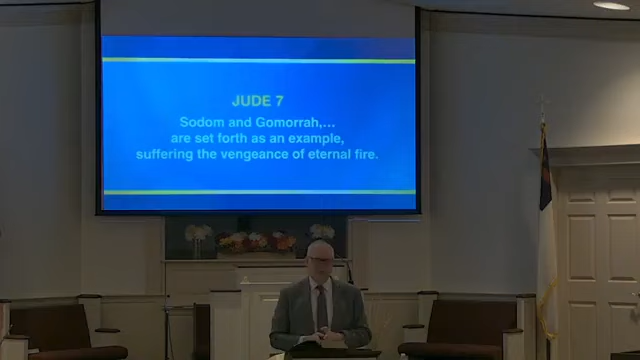 JUDE 7
Sodom and Gomorrah,...
are set forth as an example,
suffering the vengeance of eternal fire.